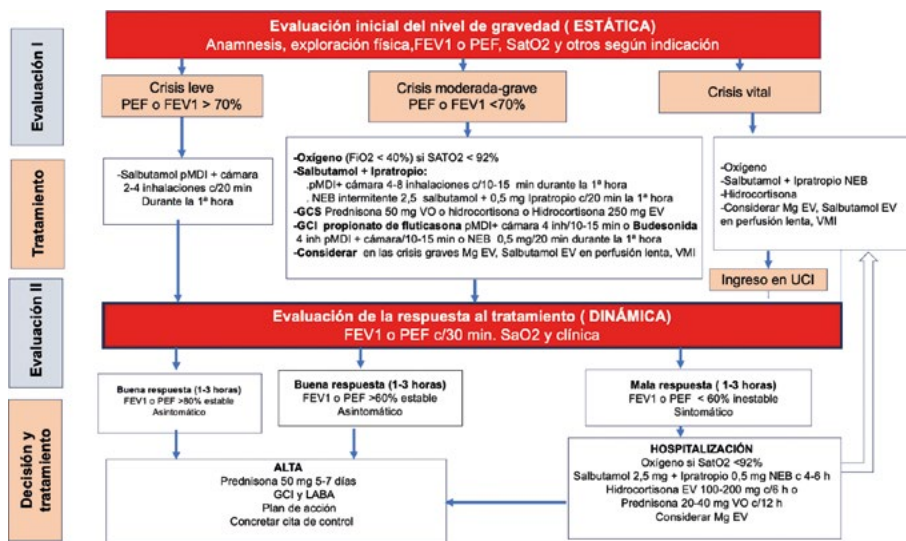 Evaluación I
Evaluación inicial del nivel de gravedad ( ESTÁTICA)
Anamnesis, exploración física,FEV1 o PEF, SatO2 y otros según indicación
Crisis leve
PEF o FEV1 > 70%
Crisis moderada-grave
PEF o FEV1 <70%
Crisis vital
Tratamiento
-Salbutamol pMDI + cámara
2-4 inhalaciones c/20 min
Durante la 1ª hora
-Oxígeno (FiO2 < 40%) si SATO2 < 92%
-Salbutamol + Ipratropio:
.pMDI+ cámara 4-8 inhalaciones c/10-15 min durante la 1ª hora
. NEB intermitente 2,5 salbutamol + 0,5 mg Ipratropio c/20 min la 1ª hora
-GCS Prednisona 50 mg VO o hidrocortisona o Hidrocortisona 250 mg EV
-GCI propionato de fluticasona pMDI+ cámara 4 inh/10-15 min o Budesonida
4 inh pMDI + cámara/10-15 min o NEB 0,5 mg/20 min durante la 1ª hora
-Considerar en las crisis graves Mg EV, Salbutamol EV en perfusión lenta, VMI
-Oxígeno
-Salbutamol + Ipratropio NEB
-Hidrocortisona
-Considerar Mg EV, Salbutamol EV
en perfusión lenta, VMI
Ingreso en UCI
Evaluación II
Evaluación de la respuesta al tratamiento ( DINÁMICA)
FEV1 o PEF c/30 min. SaO2 y clínica
Buena respuesta (1-3 horas)
FEV1 o PEF >80% estable
Asintomático
Buena respuesta (1-3 horas)
FEV1 o PEF >60% estable
Asintomático
Mala respuesta ( 1-3 horas)
FEV1 o PEF < 60% inestable
Sintomático
Decisión y
tratamiento
ALTA
Prednisona 50 mg 5-7 días
GCI y LABA
Plan de acción
Concretar cita de control
HOSPITALIZACIÓN
Oxígeno si SatO2 <92%
Salbutamol 2,5 mg + Ipratropio 0,5 mg NEB c 4-6 h
Hidrocortisona EV 100-200 mg c/6 h o
Prednisona 20-40 mg VO c/12 h
Considerar Mg EV